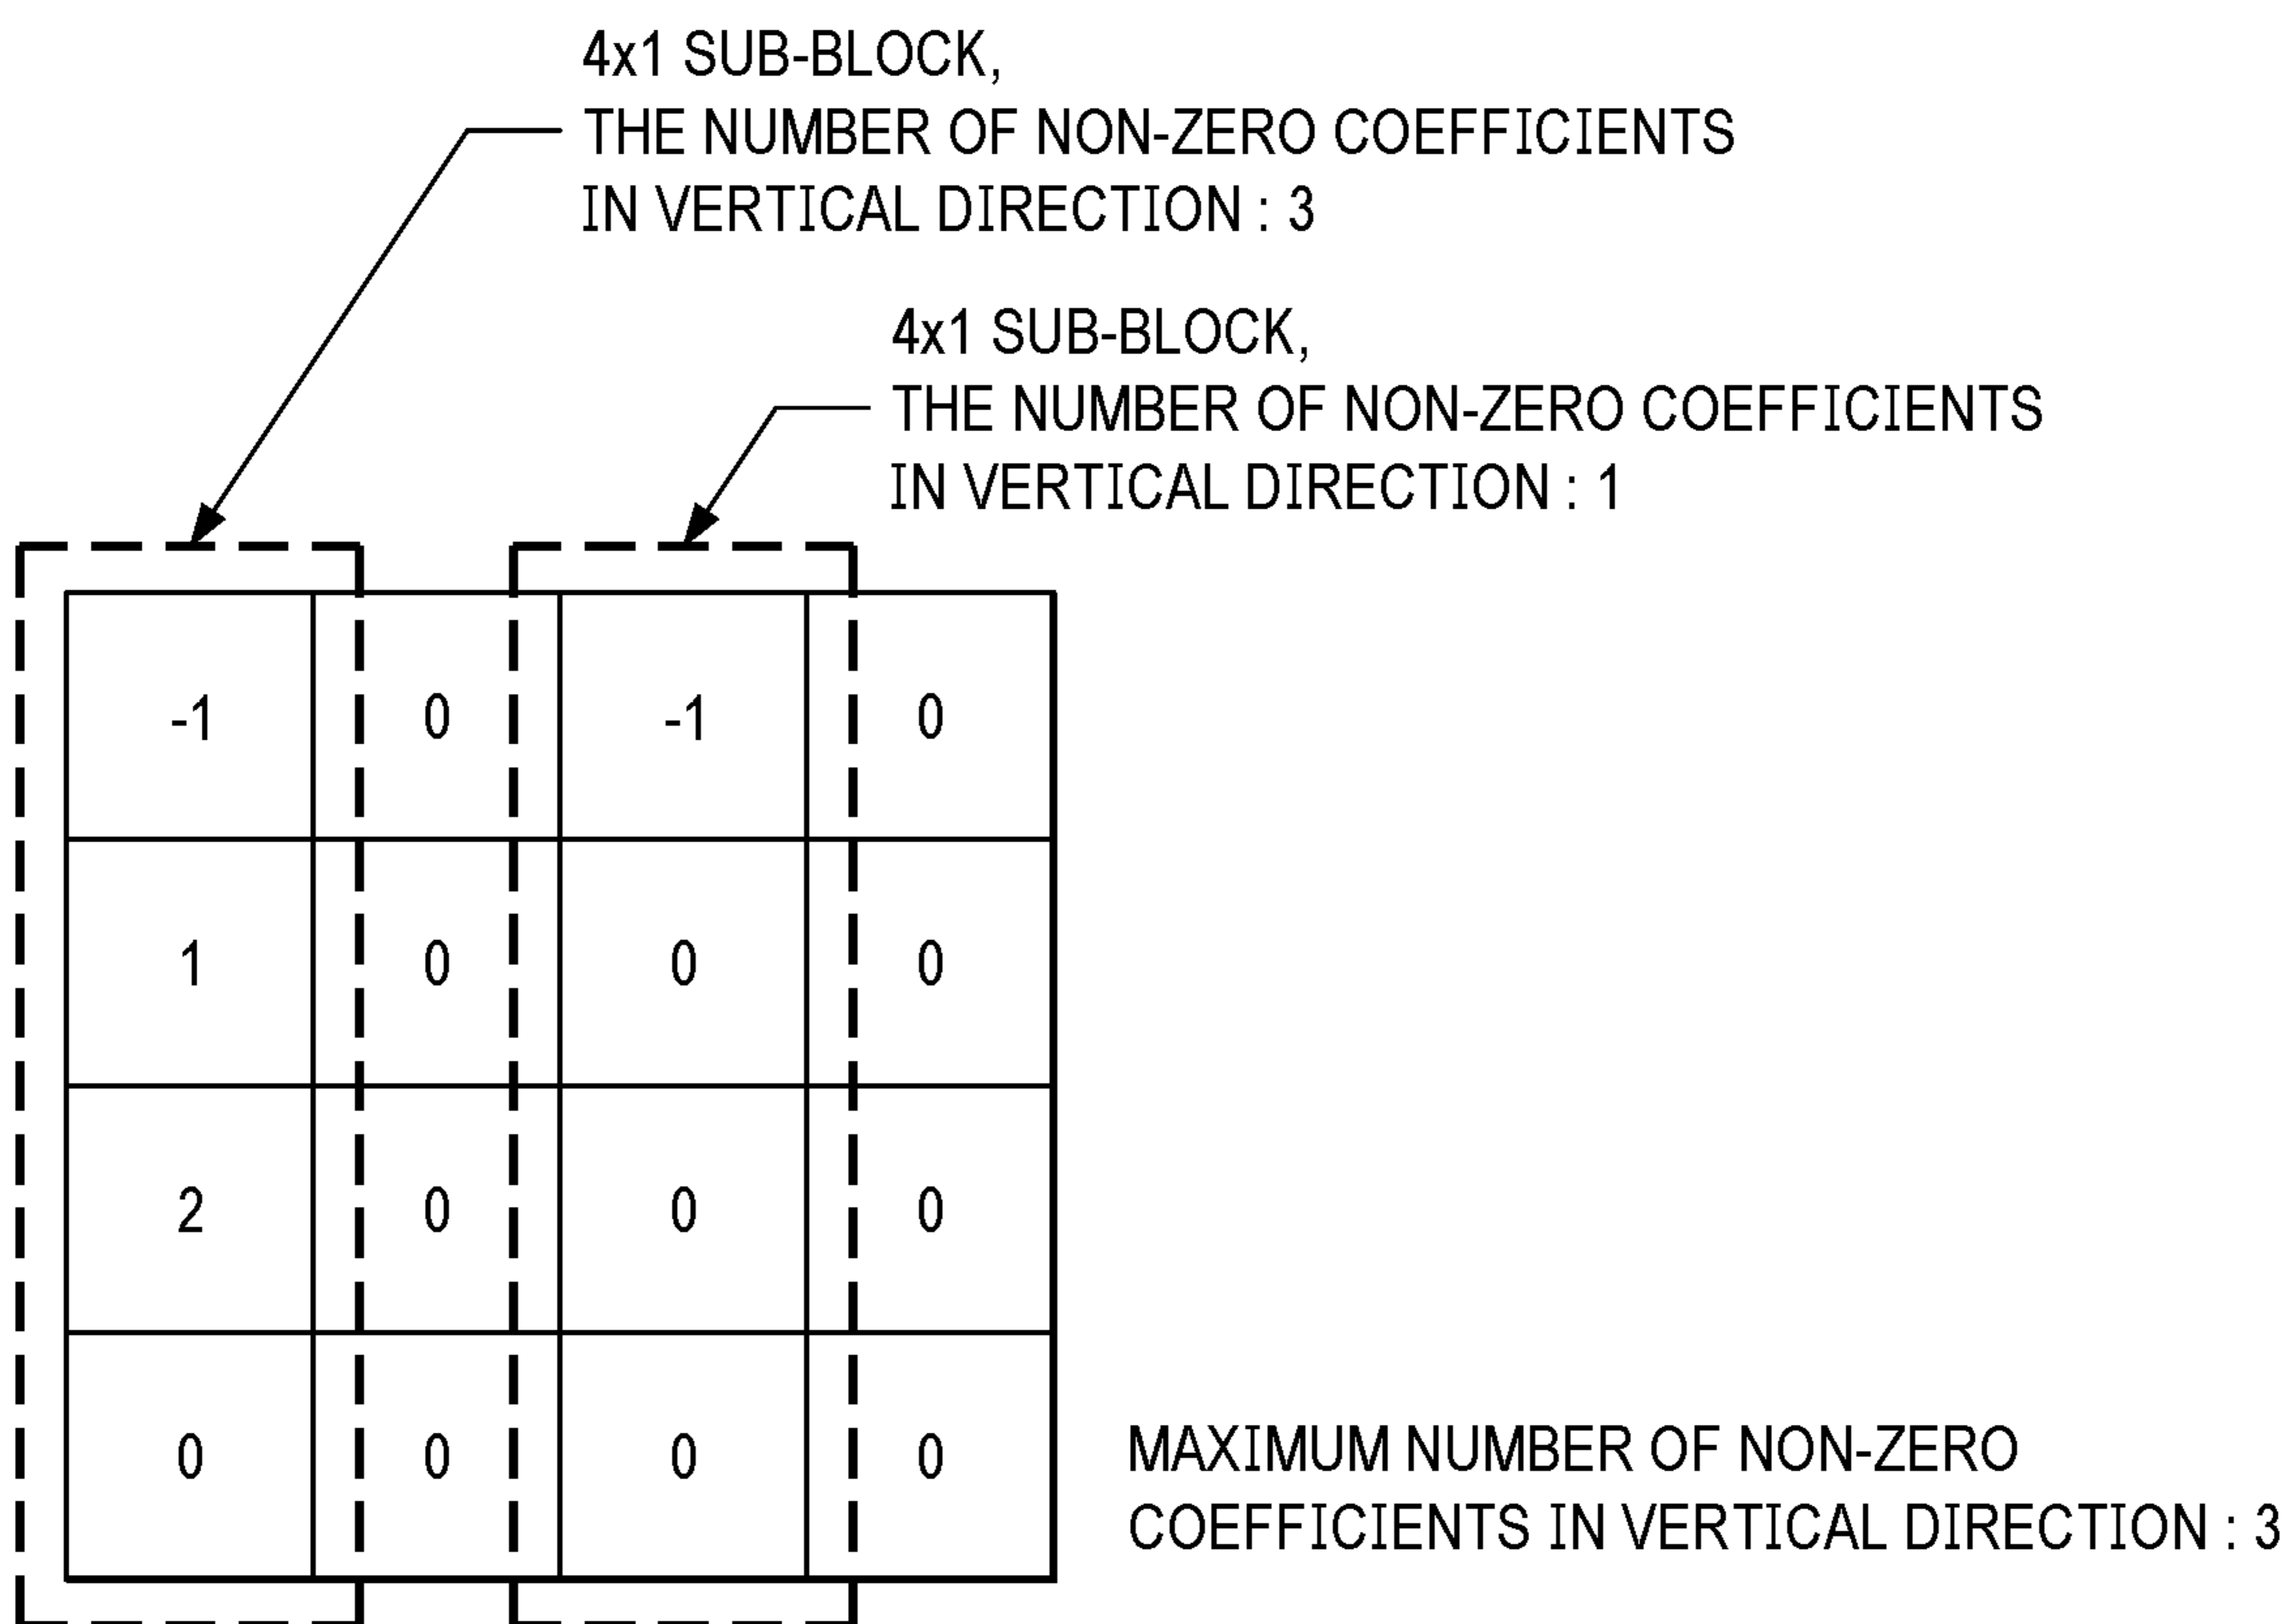 4x1 SUB-BLOCK,
THE NUMBER OF NON-ZERO COEFFICIENTS
IN VERTICAL DIRECTION : 3
4x1 SUB-BLOCK,
THE NUMBER OF NON-ZERO COEFFICIENTS
IN VERTICAL DIRECTION : 1
-1 0 -1 0
1 0 0 0
2 0 0 0
0 0 0 0
MAXIMUM NUMBER OF NON-ZERO
COEFFICIENTS IN VERTICAL DIRECTION : 3